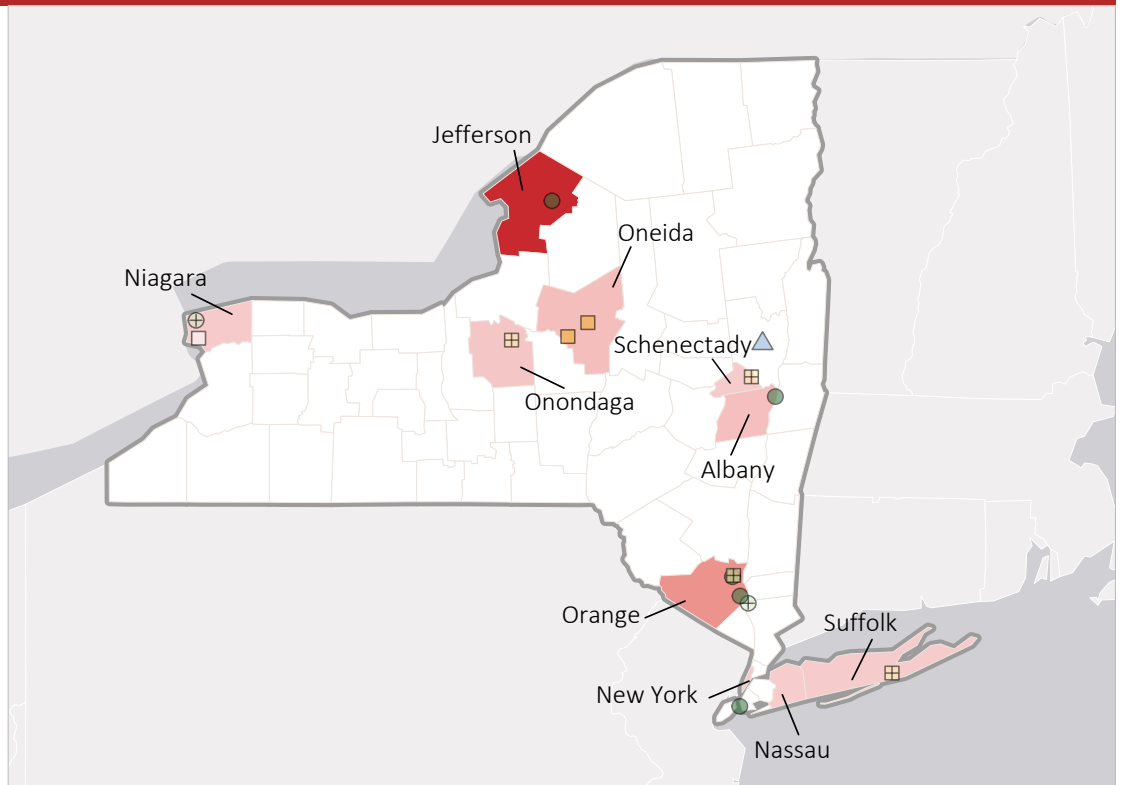 Jefferson
Oneida
Niagara
Schenectady
Onondaga
Albany
Orange
Suffolk
New York
Nassau